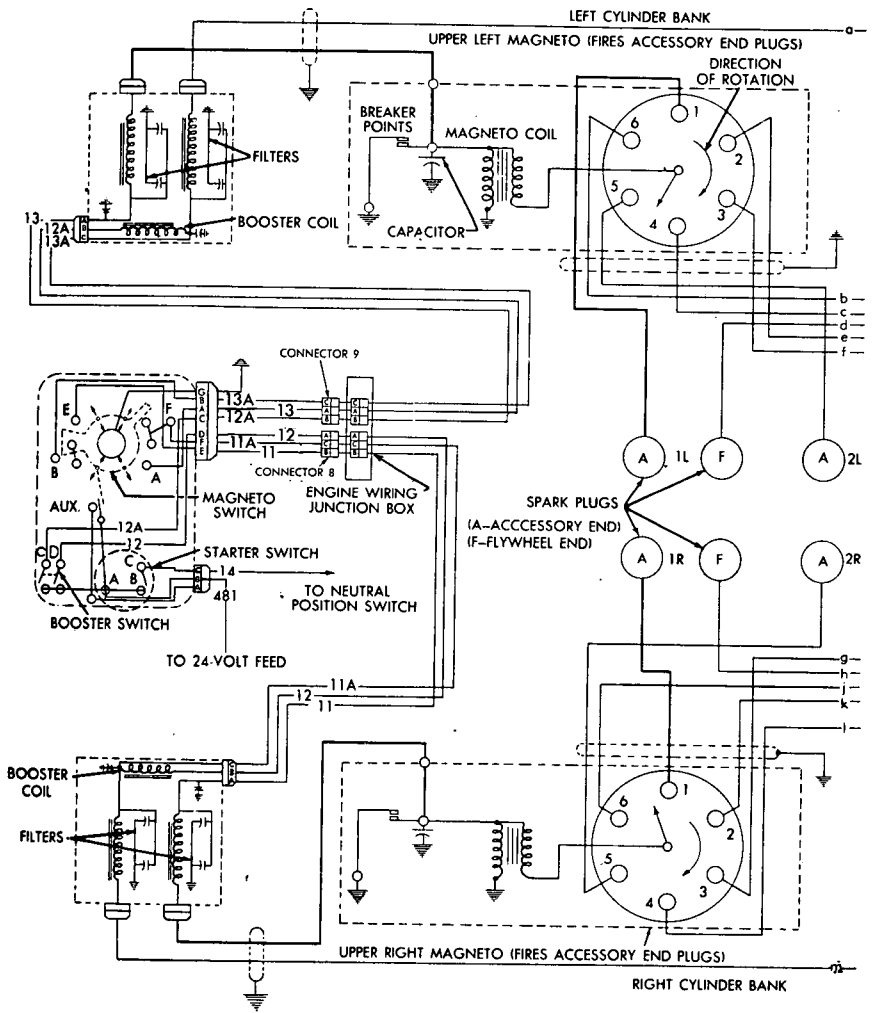 LEFT CYLINDER BANK
a
UPPER LEFT MAGNETO (FIRES ACCESSORY END PLUGS)
DIRECTION
OF ROTATION
BREAKER
POINTS
MAGNETO COIL
FILTERS
BOOSTER COIL
CAPACITOR
1
2
3
4
5
6
13
12A
13A
A
B
C
b
c
d
e
f
CONNECTOR 9
G
B
A
C
D
F
E
13A
13
12A
12
11A
11
C
A
B
C
A
B
A
C
B
A
C
B
CONNECTOR 8
ENGINE WIRING
JUNCTION BOX
E
F
B
A
MAGNETO
SWITCH
AUX.
12A
12
C
D
STARTER SWITCH
C
A
B
14
481
BOOSTER SWITCH
TO NEUTRAL
POSITION SWITCH
TO 24-VOLT FEED
A
1L
F
A
2L
SPARK PLUGS
(A-ACCCESSORY END)
(F-FLYWHEEL END)
A
1R
F
A
2R
g
h
j
k
l
11A
12
11
C
B
A
BOOSTER
COIL
FILTERS
1
2
3
4
5
6
UPPER RIGHT MAGNETO (FIRES ACCESSORY END PLUGS)
m
RIGHT CYLINDER BANK